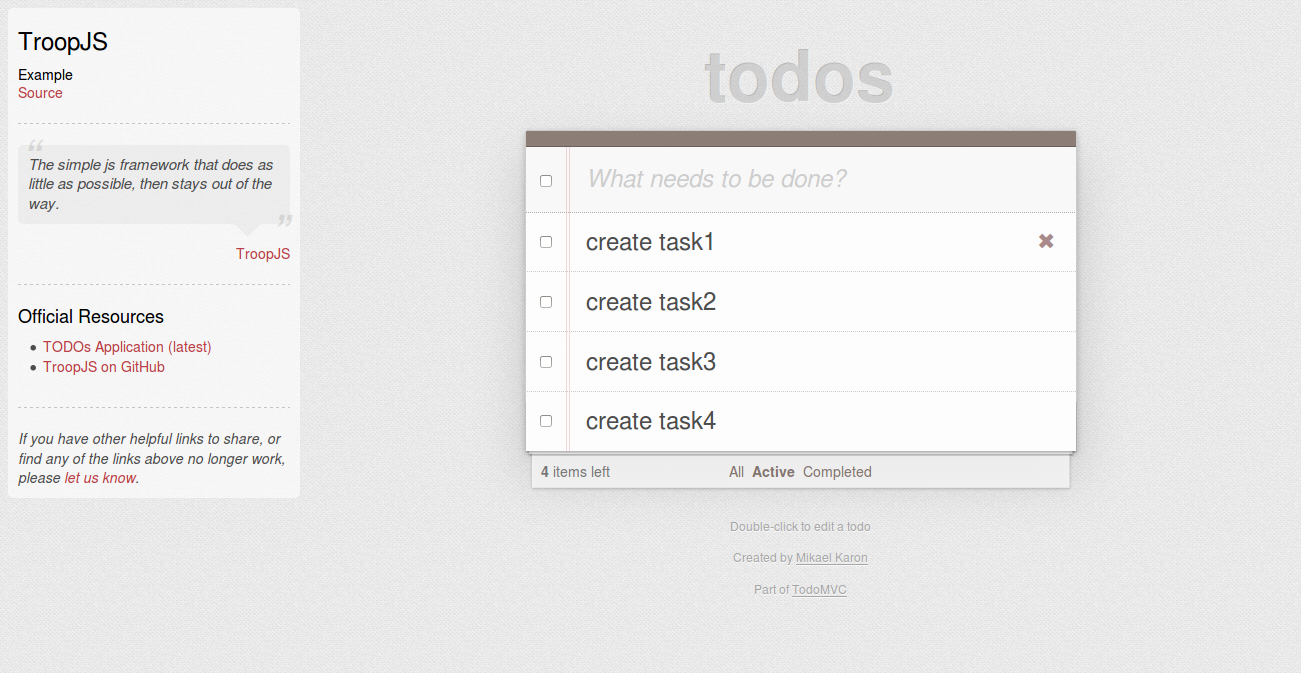 TroopJS
Example
Source
“
The simple js framework that does as
little as possible, then stays out of the
way.
”
TroopJS
Official Resources
• TODOs Application (latest)
• TroopJS on GitHub
If you have other helpful links to share, or
find any of the links above no longer work,
please let us know.
todos
What needs to be done?
create task1 ✖
create task2
create task3
create task4
4 items left All Active Completed
Double-click to edit a todo
Created by Mikael Karon
Part of TodoMVC